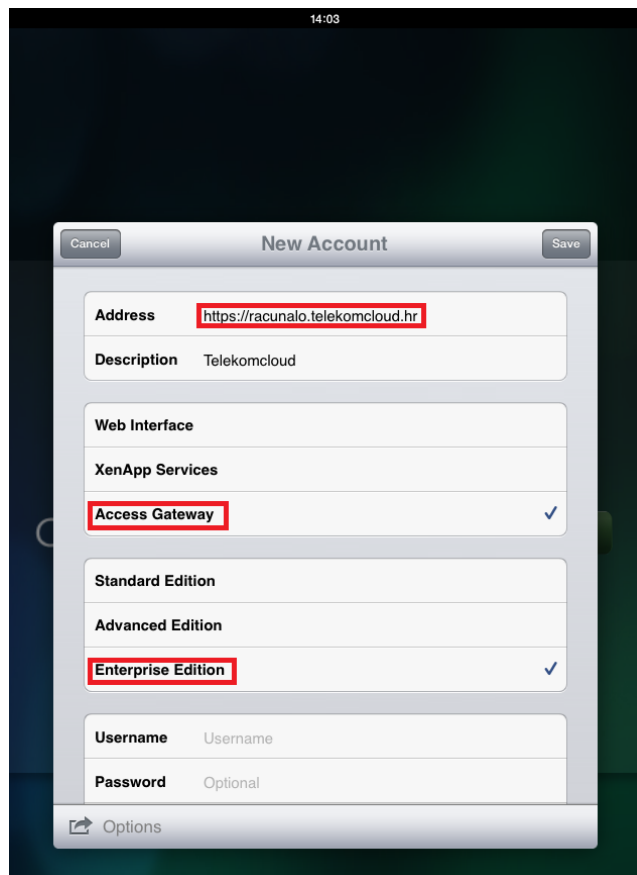 14:03
Cancel New Account Save
Address https://racunalo.telekomcloud.hr
Description Telekomcloud
Web Interface
XenApp Services
Access Gateway
Standard Edition
Advanced Edition
Enterprise Edition
Username Username
Password Optional
Options